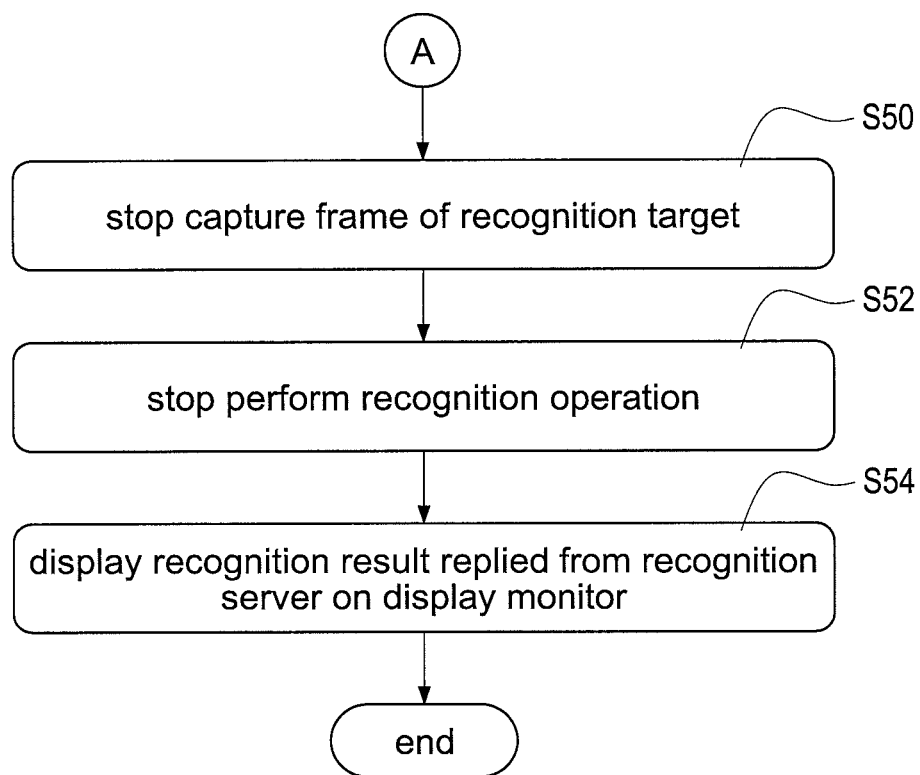 A
S50
stop capture frame of recognition target
S52
stop perform recognition operation
S54
display recognition result replied from recognition
server on display monitor
end